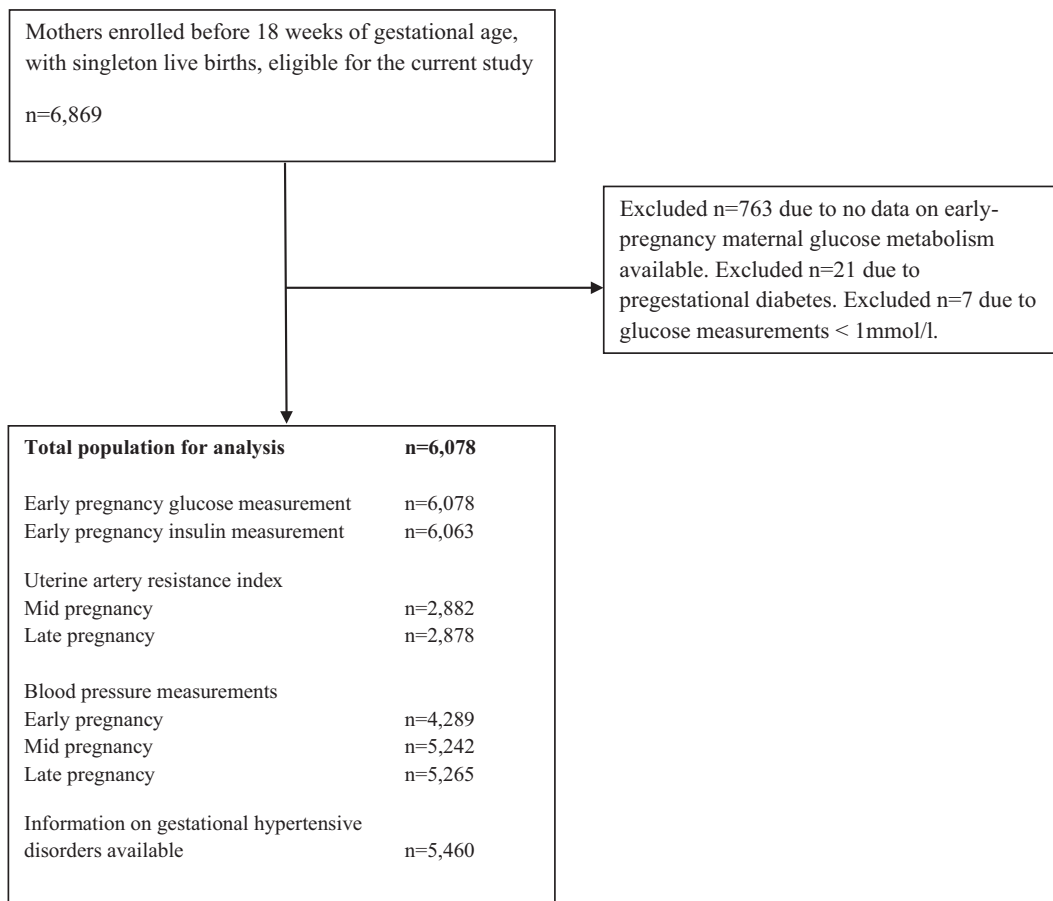 Mothers enrolled before 18 weeks of gestational age,
with singleton live births, eligible for the current study
n=6,869
Excluded n=763 due to no data on early-
pregnancy maternal glucose metabolism
available. Excluded n=21 due to
pregestational diabetes. Excluded n=7 due to
glucose measurements < 1mmol/l.
Total population for analysis n=6,078
Early pregnancy glucose measurement n=6,078
Early pregnancy insulin measurement n=6,063
Uterine artery resistance index
Mid pregnancy n=2,882
Late pregnancy n=2,878
Blood pressure measurements
Early pregnancy n=4,289
Mid pregnancy n=5,242
Late pregnancy n=5,265
Information on gestational hypertensive
disorders available n=5,460